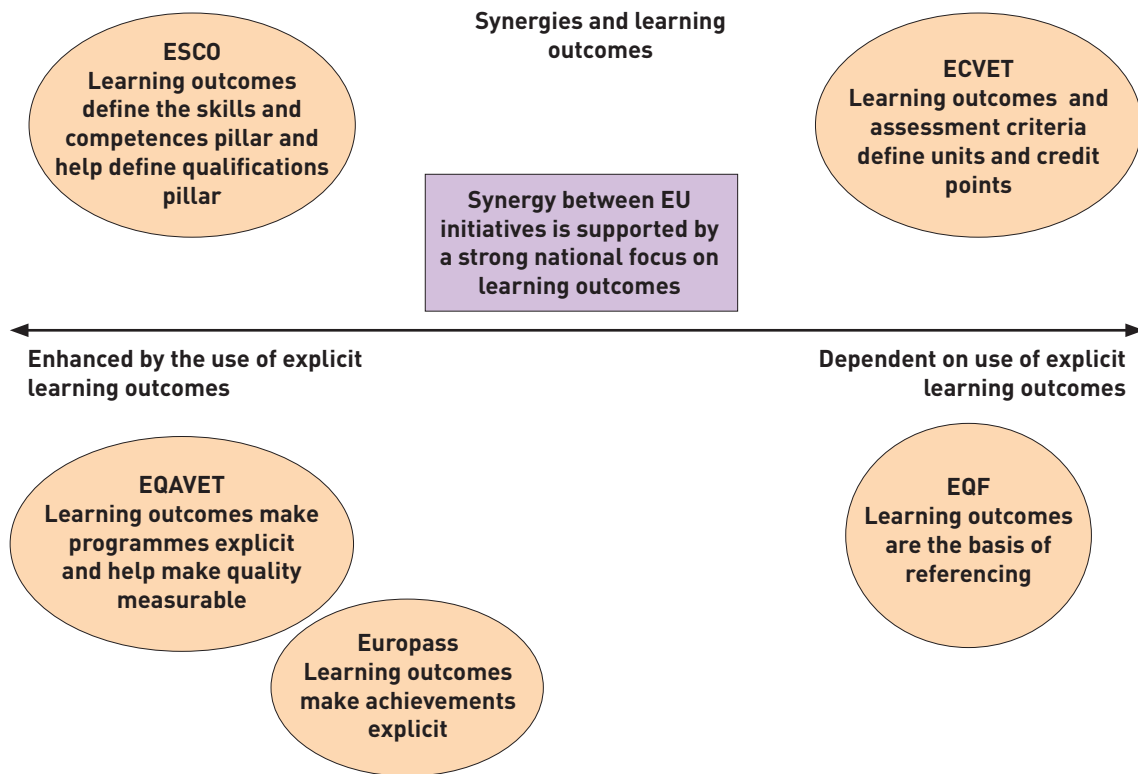 Synergies and learning
outcomes
ESCO
Learning outcomes
define the skills and
competences pillar and
help define qualifications
pillar
ECVET
Learning outcomes and
assessment criteria
define units and credit
points
Synergy between EU
initiatives is supported by
a strong national focus on
learning outcomes
Enhanced by the use of explicit
learning outcomes
Dependent on use of explicit
learning outcomes
EQAVET
Learning outcomes make
programmes explicit
and help make quality
measurable
EQF
Learning outcomes
are the basis of
referencing
Europass
Learning outcomes
make achievements
explicit